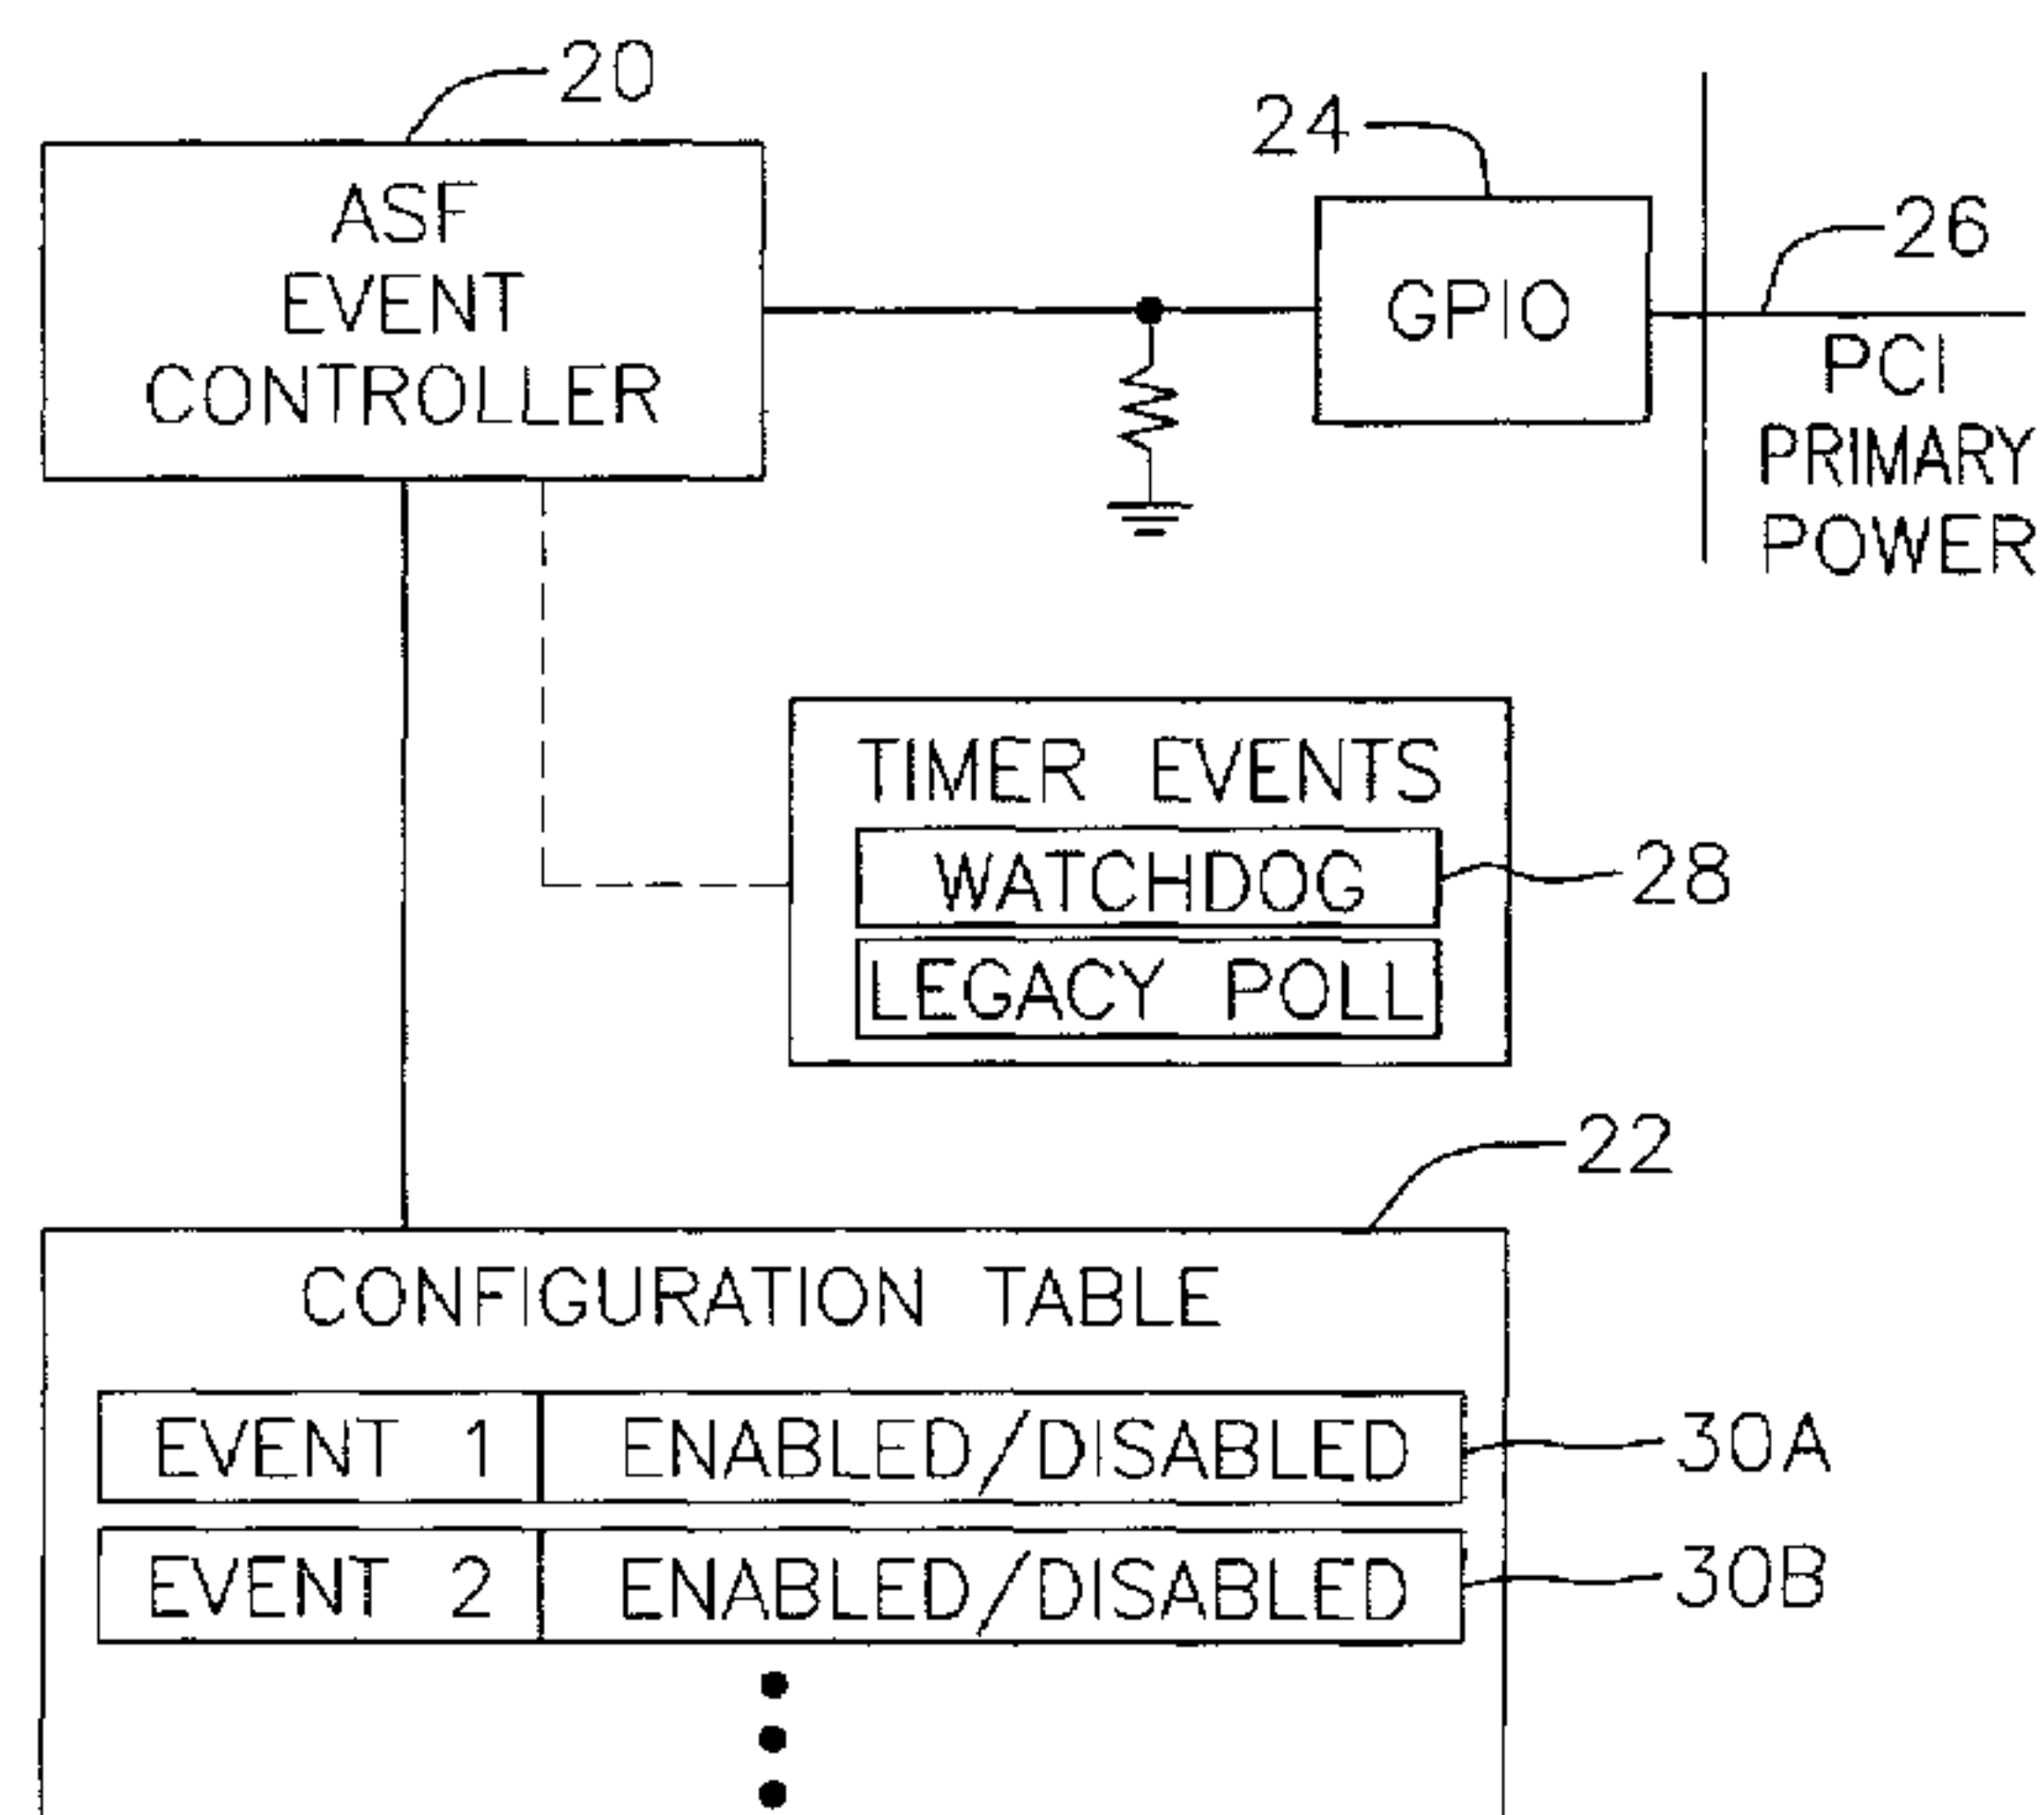 20
ASF
EVENT
CONTROLLER
24
GPIO
26
PCI
PRIMARY
POWER
TIMER EVENTS
WATCHDOG
28
LEGACY POLL
22
CONFIGURATION TABLE
EVENT 1 ENABLED/DISABLED 30A
EVENT 2 ENABLED/DISABLED 30B